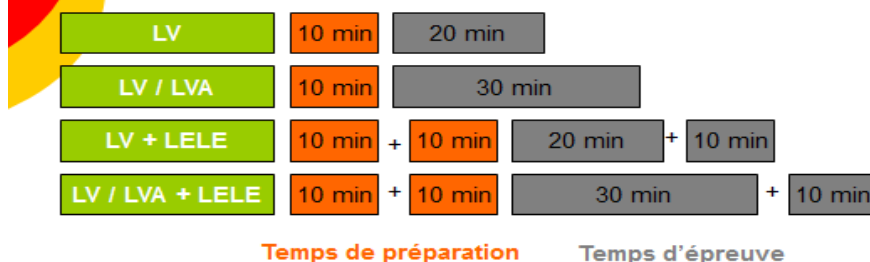 LV 10 min 20 min
LV / LVA 10 min 30 min
LV + LELE 10 min + 10 min 20 min + 10 min
LV / LVA + LELE 10 min + 10 min 30 min + 10 min
Temps de préparation Temps d'épreuve